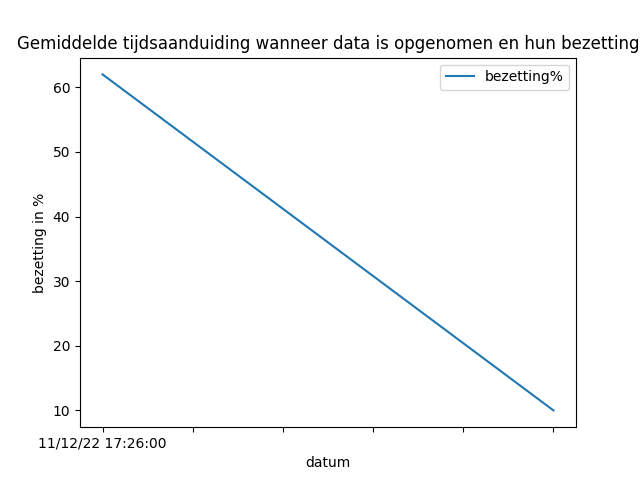 Gemiddelde tijdsaanduiding wanneer data is opgenomen en hun bezetting
bezetting%
60
50
40
30
20
10
bezetting in %
11/12/22 17:26:00
datum